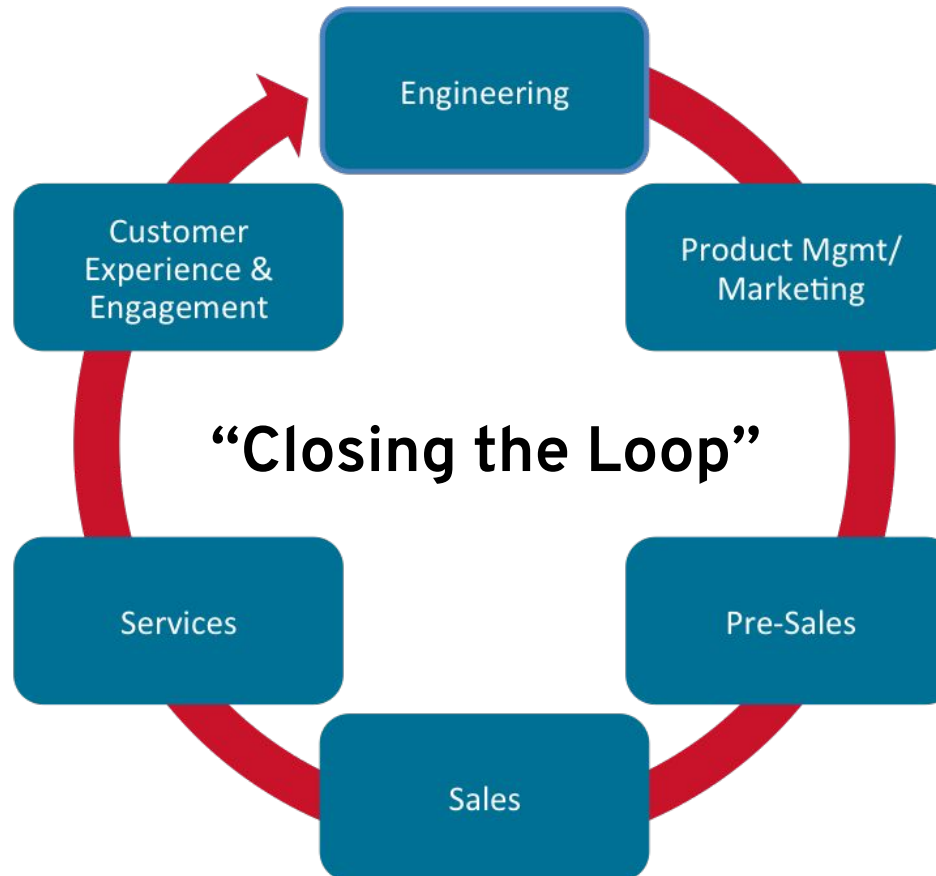 Engineering
Product Mgmt/
Marketing
Pre-Sales
Sales
Services
Customer
Experience &
Engagement
“Closing the Loop”